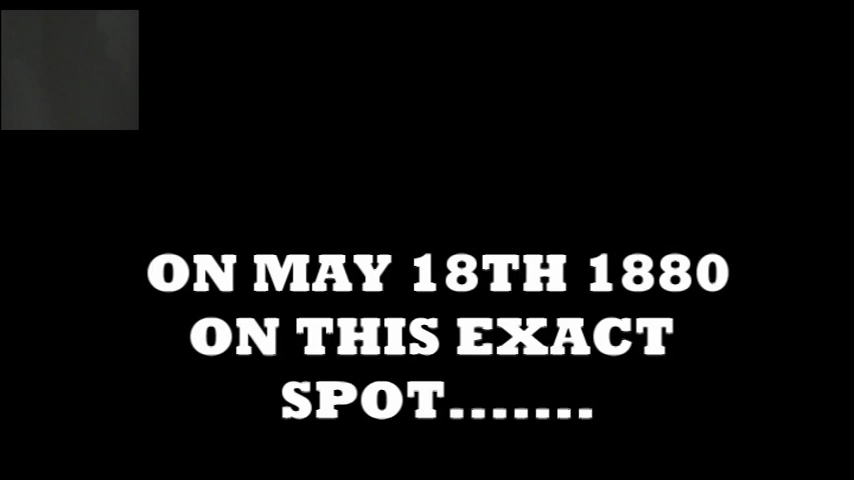 ON MAY 18TH 1880
ON THIS EXACT
SPOT.......